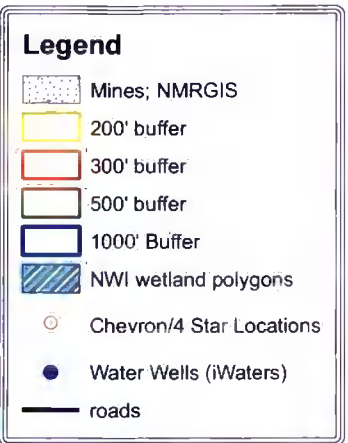 Legend
Mines; NMRGIS
200' buffer
300' buffer
500' buffer
1000' Buffer
NWI wetland polygons
Chevron/4 Star Locations
Water Wells (iWaters)
roads